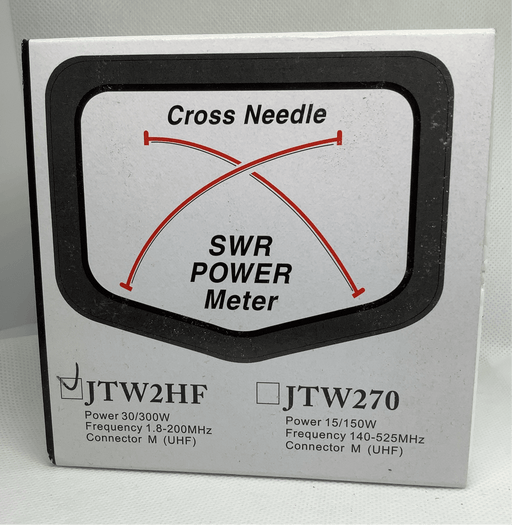 Cross Needle
SWR
POWER
Meter
JTW2HF
Power 30/300W
Frequency 1.8-200MHz
Connector M (UHF)
JTW270
Power 15/150W
Frequency 140-525MHz
Connector M (UHF)